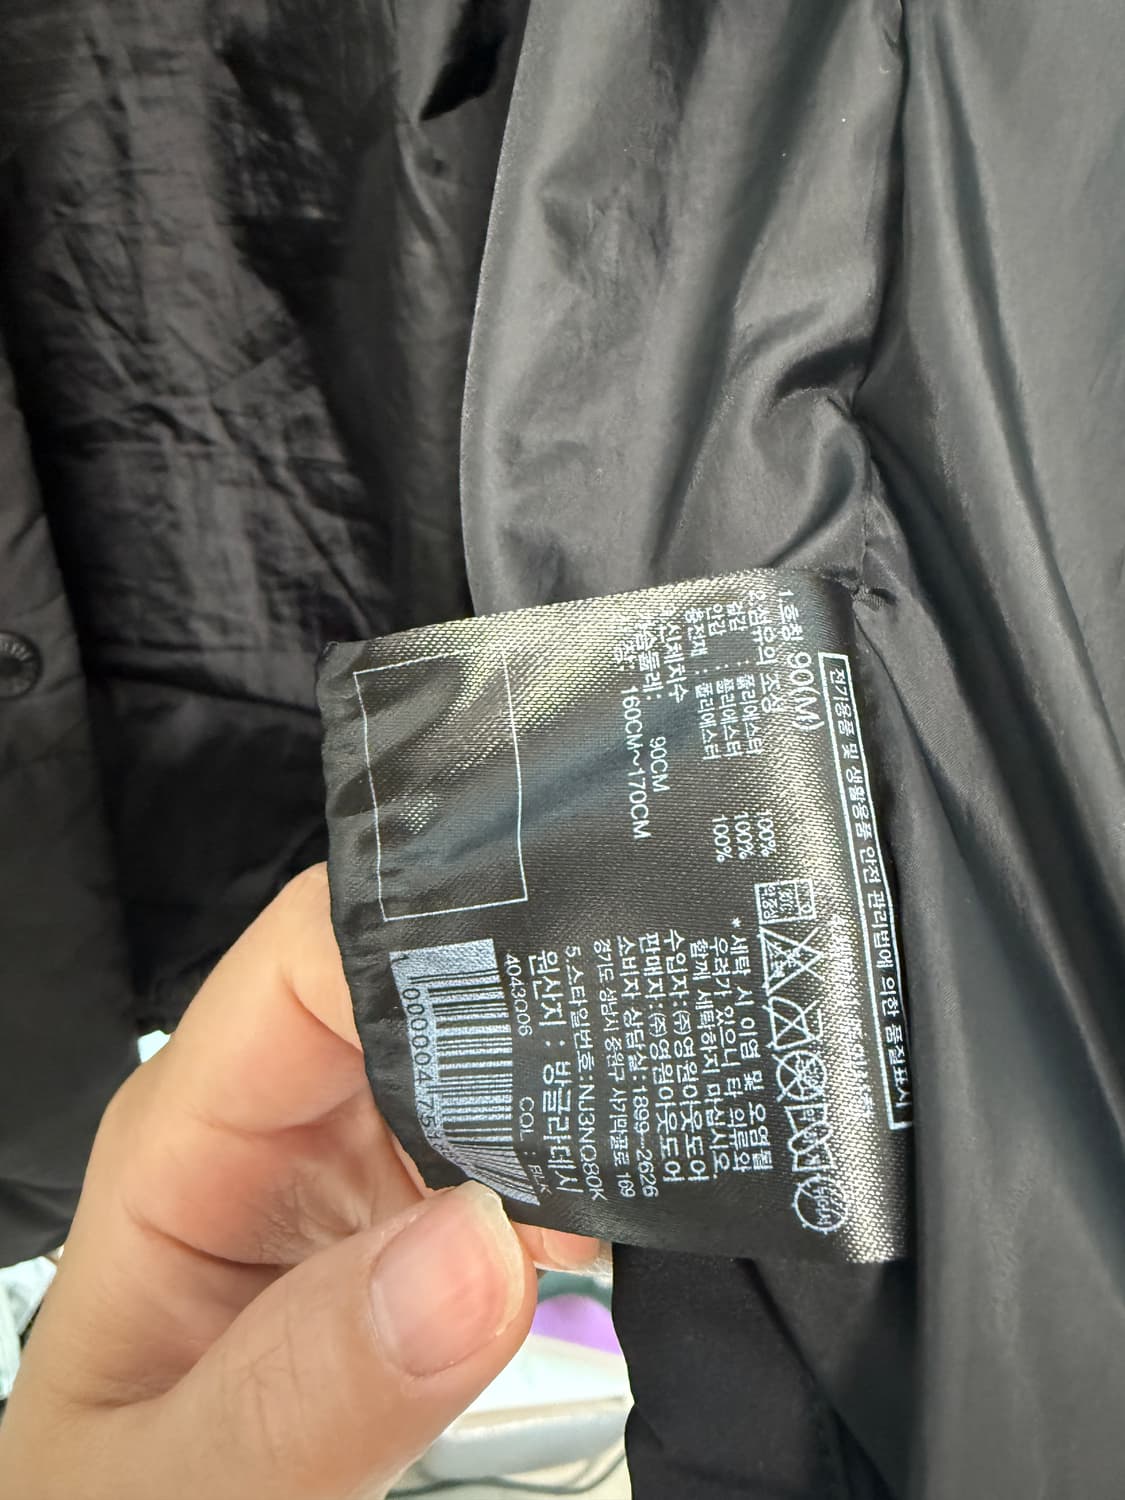 전기용품 및 생활용품 안전 관리법에 의한 품질표시
1.호칭 90(M)
2.섬유의 조성
겉감 : 폴리에스터 100%
안감 : 폴리에스터 100%
충전재 : 폴리에스터 100%
3.신체치수
가슴둘레: 90CM
신장: 160CM~170CM
* 세탁 시 이염 및 오염될
우려가 있으니 타 의류와
함께 세탁하지 마십시오.
수입자:(주)영원아웃도어
판매자:(주)영원아웃도어
소비자 상담실:1899-2626
경기도 성남시 중원구 사기막골로 169
5.스타일번호:NJ3NQ80K
원산지 : 방글라데시
COL : BLK